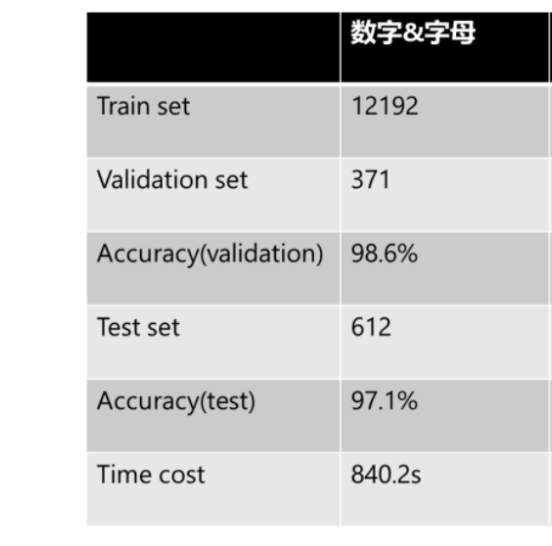 数字&字母
Train set 12192
Validation set 371
Accuracy(validation) 98.6%
Test set 612
Accuracy(test) 97.1%
Time cost 840.2s